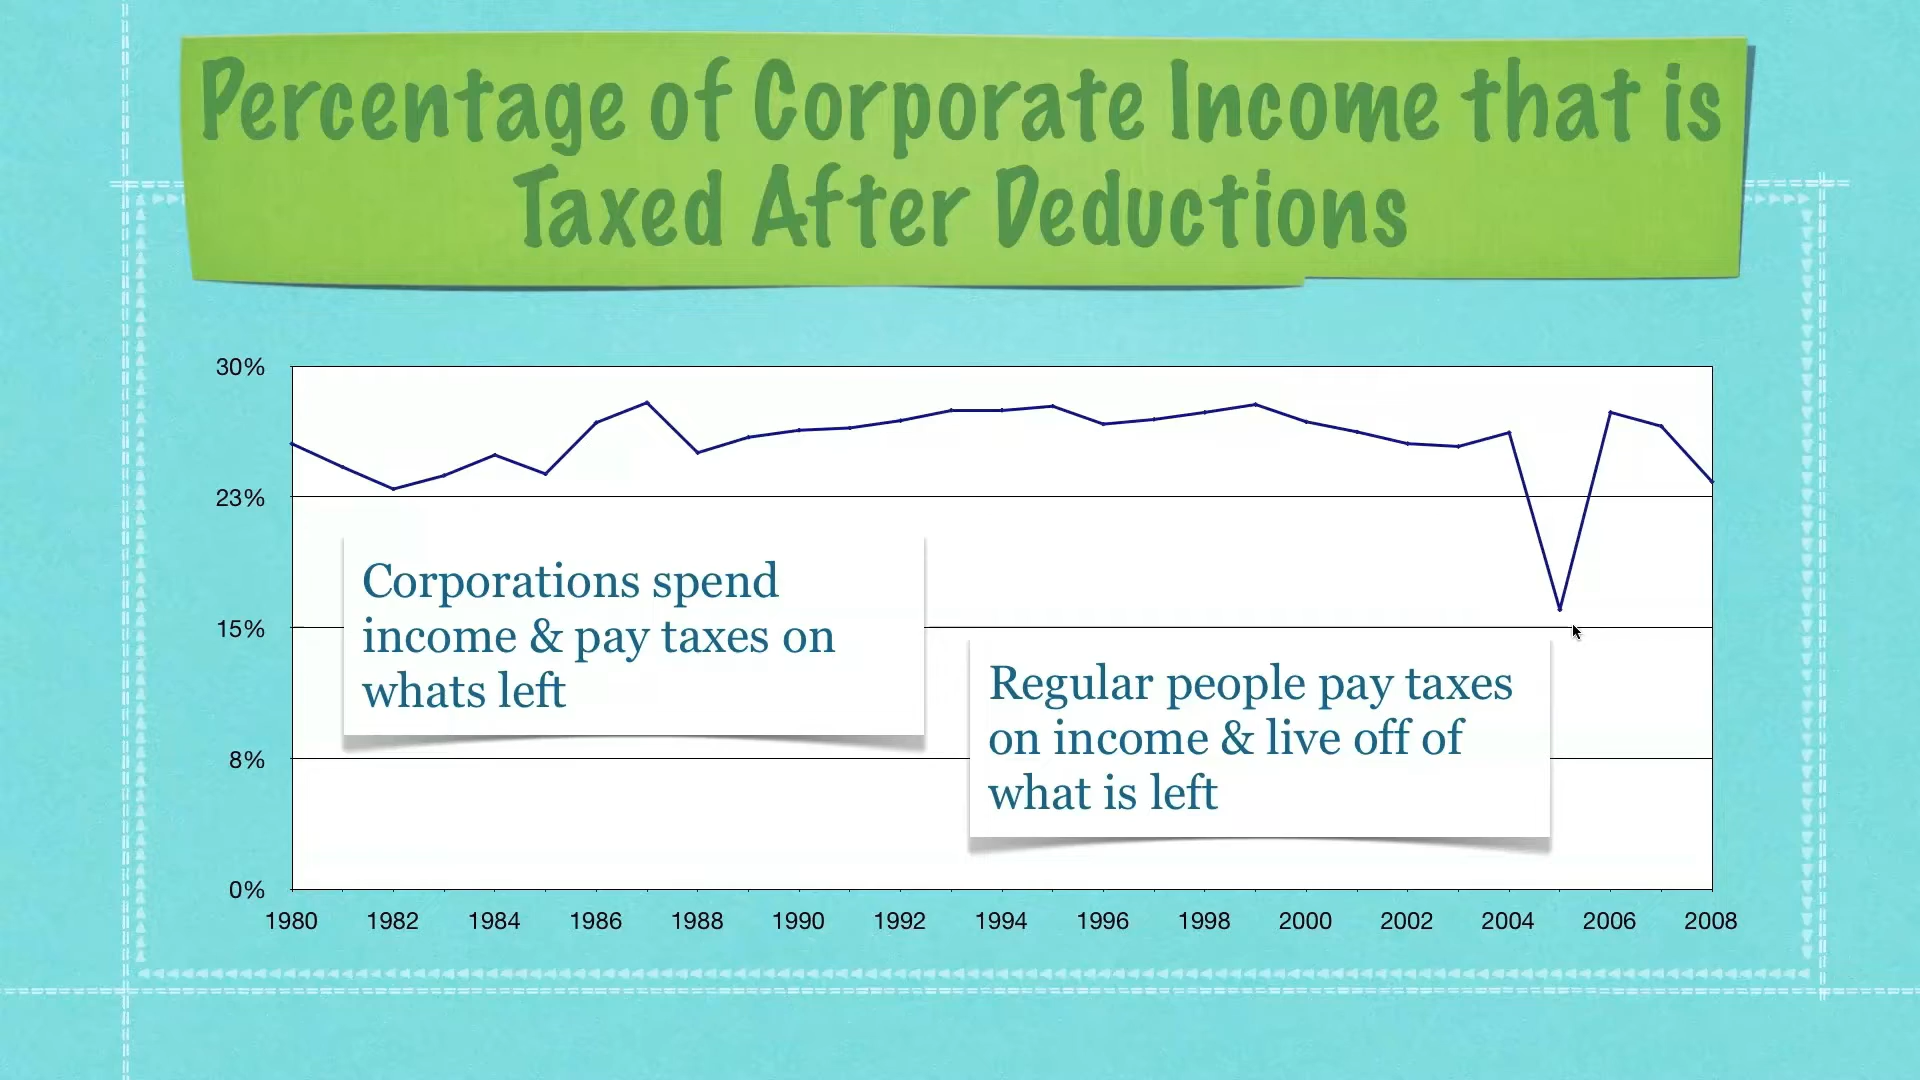 Percentage of Corporate Income that is
Taxed After Deductions
30%
23%
15%
8%
0%
Corporations spend
income & pay taxes on
whats left
Regular people pay taxes
on income & live off of
what is left
1980 1982 1984 1986 1988 1990 1992 1994 1996 1998 2000 2002 2004 2006 2008